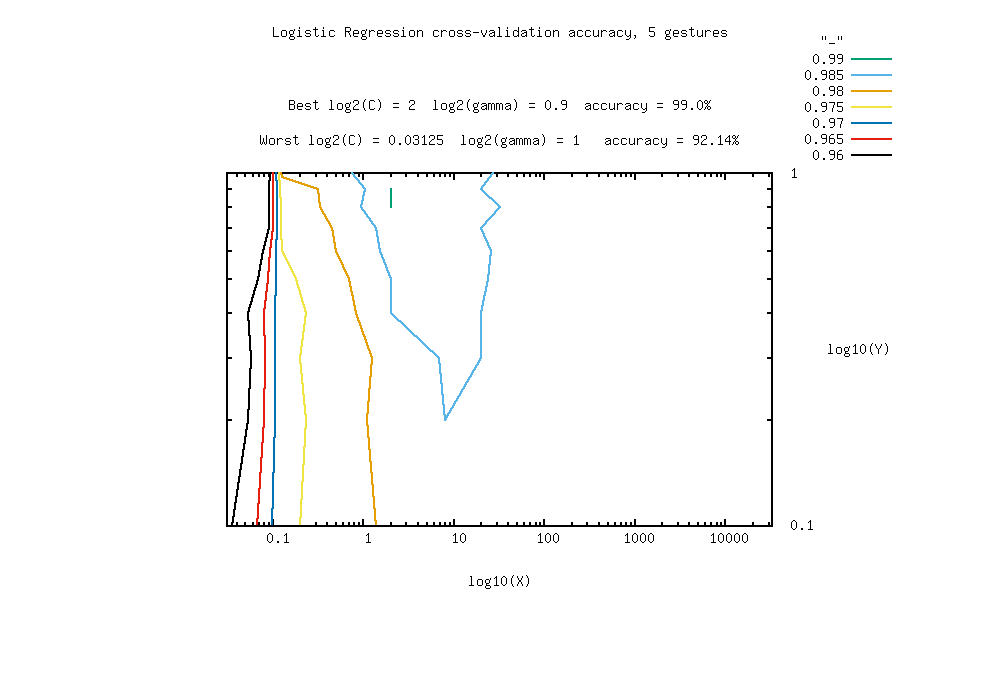 Logistic Regression cross-validation accuracy, 5 gestures
"_"
0.99
0.985
0.98
0.975
0.97
0.965
0.96
Best log2(C) = 2  log2(gamma) = 0.9  accuracy = 99.0%
Worst log2(C) = 0.03125  log2(gamma) = 1   accuracy = 92.14%
1
log10(Y)
0.1
0.1 1 10 100 1000 10000
log10(X)